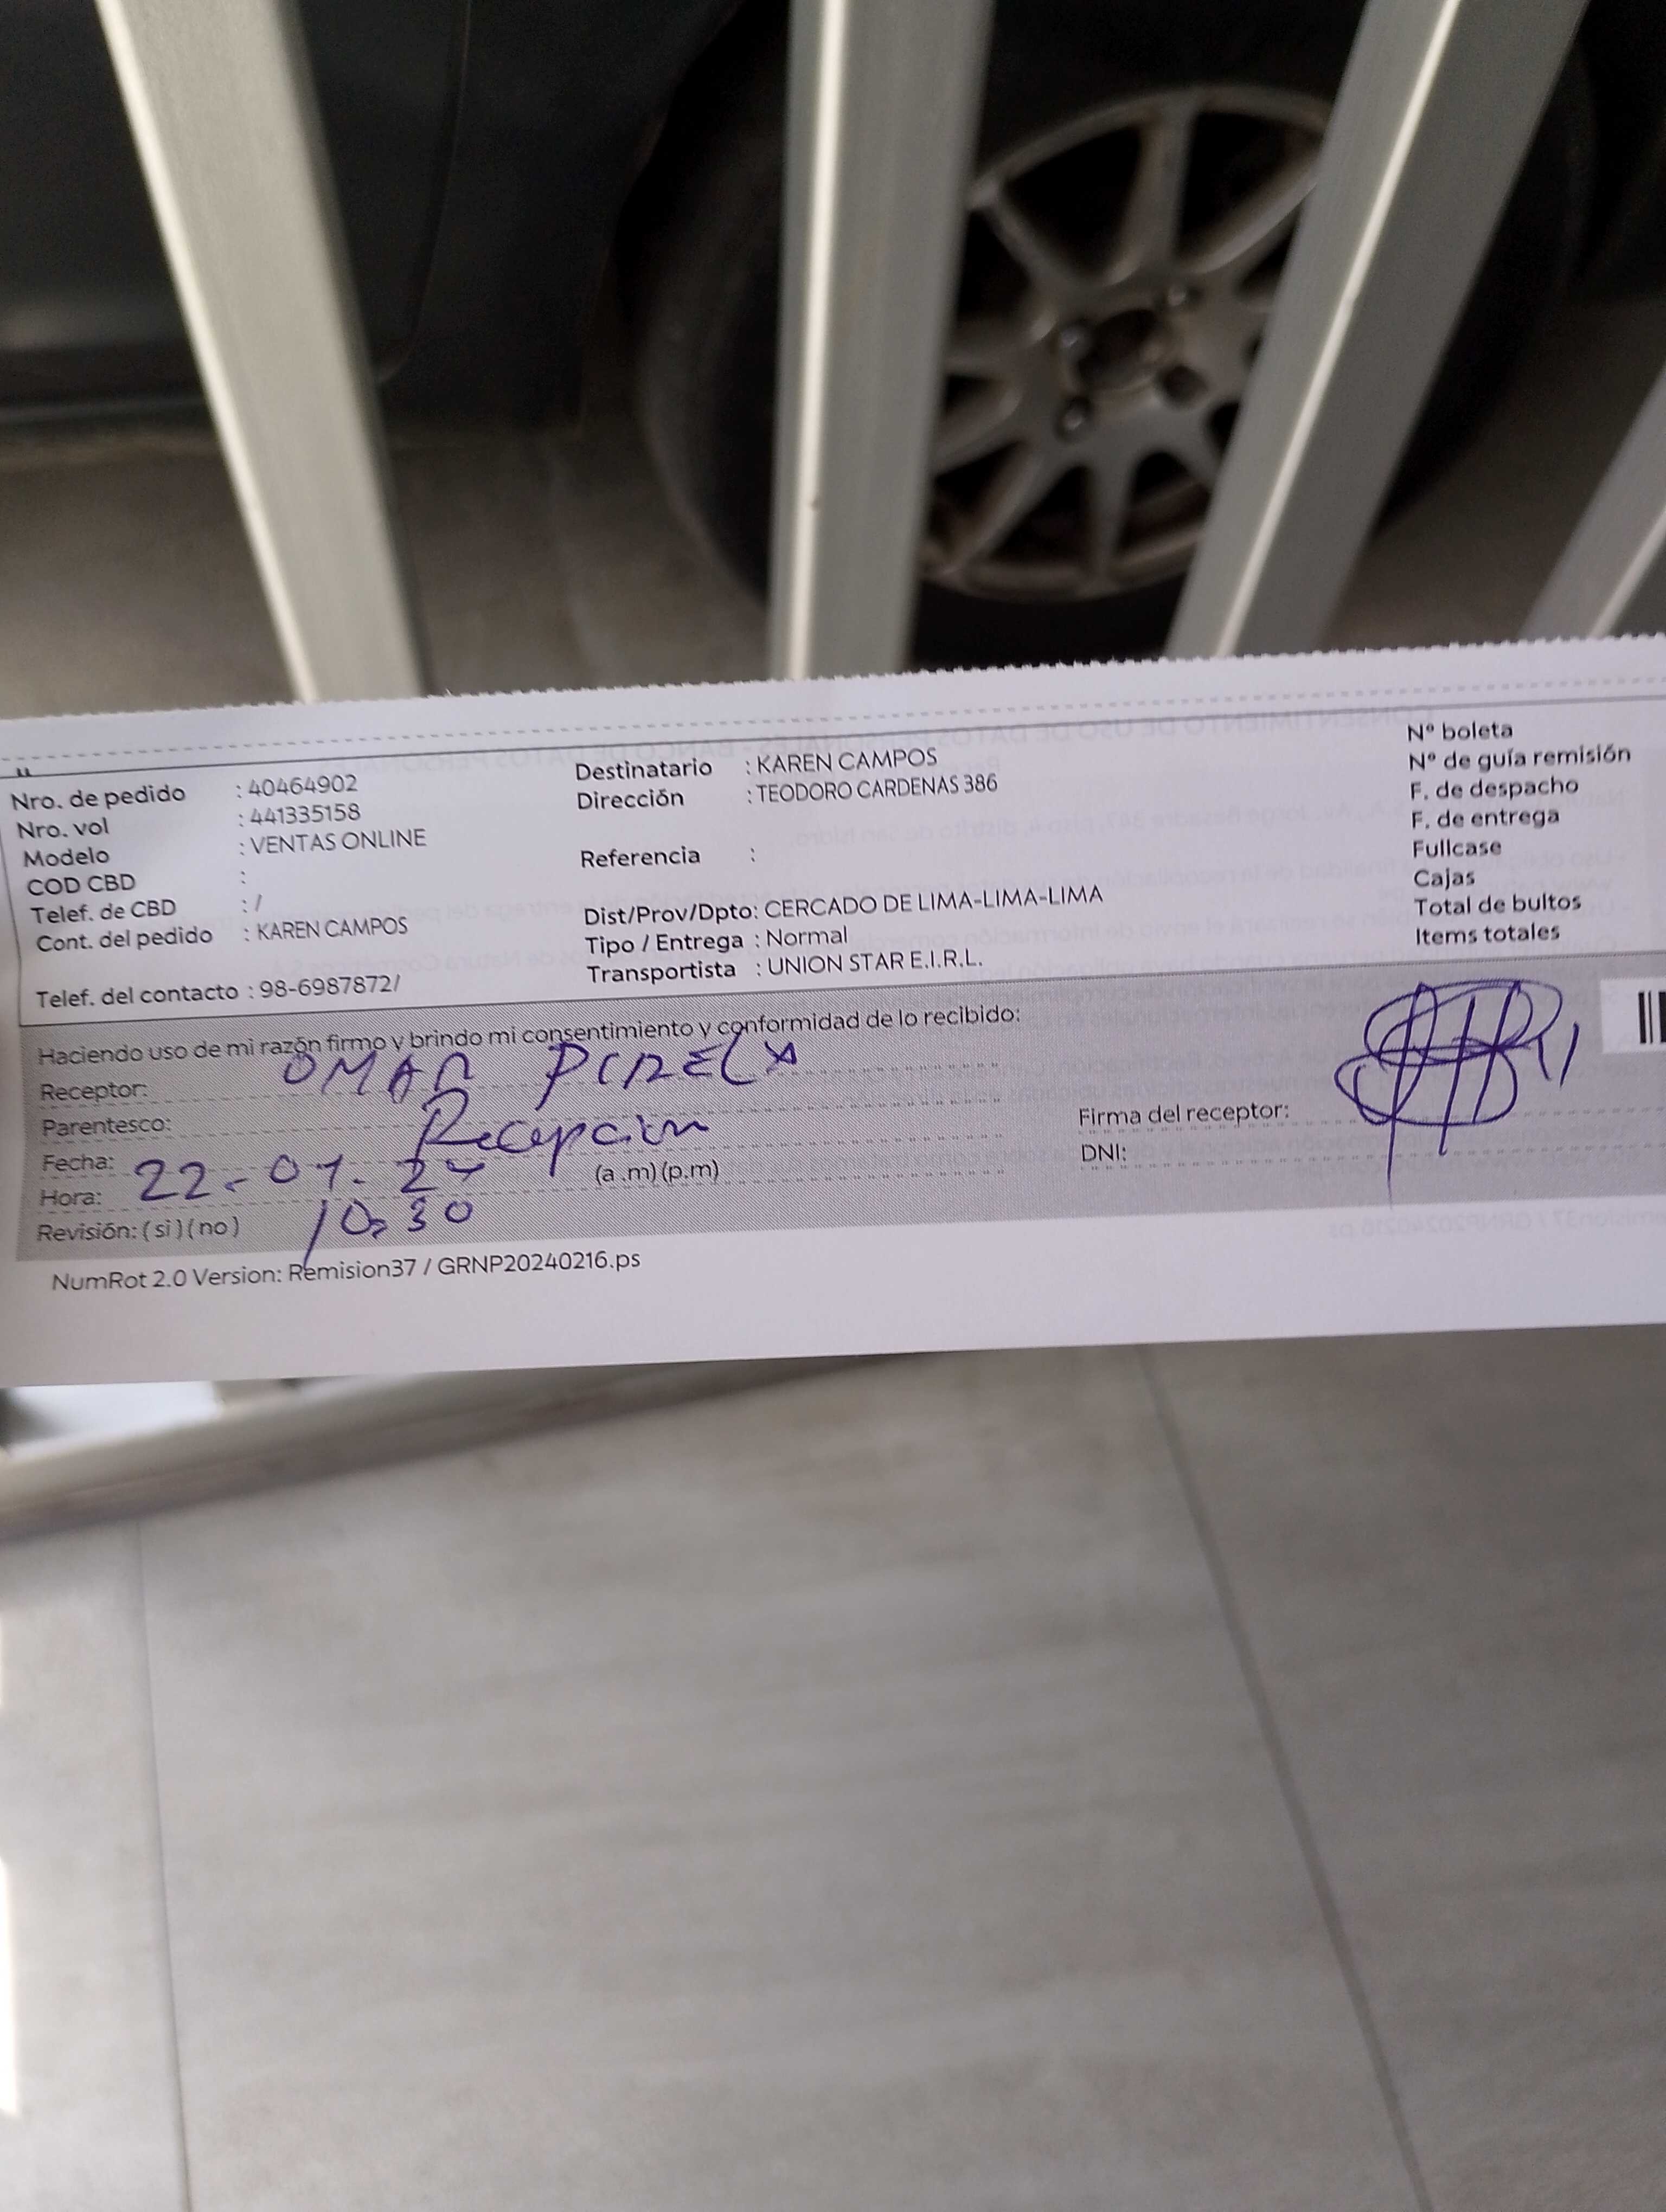 Nro. de pedido : 40464902
Nro. vol : 441335158
Modelo : VENTAS ONLINE
COD CBD :
Telef. de CBD : /
Cont. del pedido : KAREN CAMPOS
Telef. del contacto : 98-6987872/
Destinatario : KAREN CAMPOS
Dirección : TEODORO CARDENAS 386
Referencia :
Dist/Prov/Dpto: CERCADO DE LIMA-LIMA-LIMA
Tipo / Entrega : Normal
Transportista : UNION STAR E.I.R.L.
N° boleta
N° de guía remisión
F. de despacho
F. de entrega
Fullcase
Cajas
Total de bultos
Items totales
Haciendo uso de mi razón firmo y brindo mi consentimiento y conformidad de lo recibido:
Receptor: OMAR PIRELA
Parentesco: Recepcion
Fecha: 22-07-24
Hora: 10:30 (a.m)(p.m)
Revisión: (si)(no)
Firma del receptor:
DNI:
NumRot 2.0 Version: Remision37 / GRNP20240216.ps